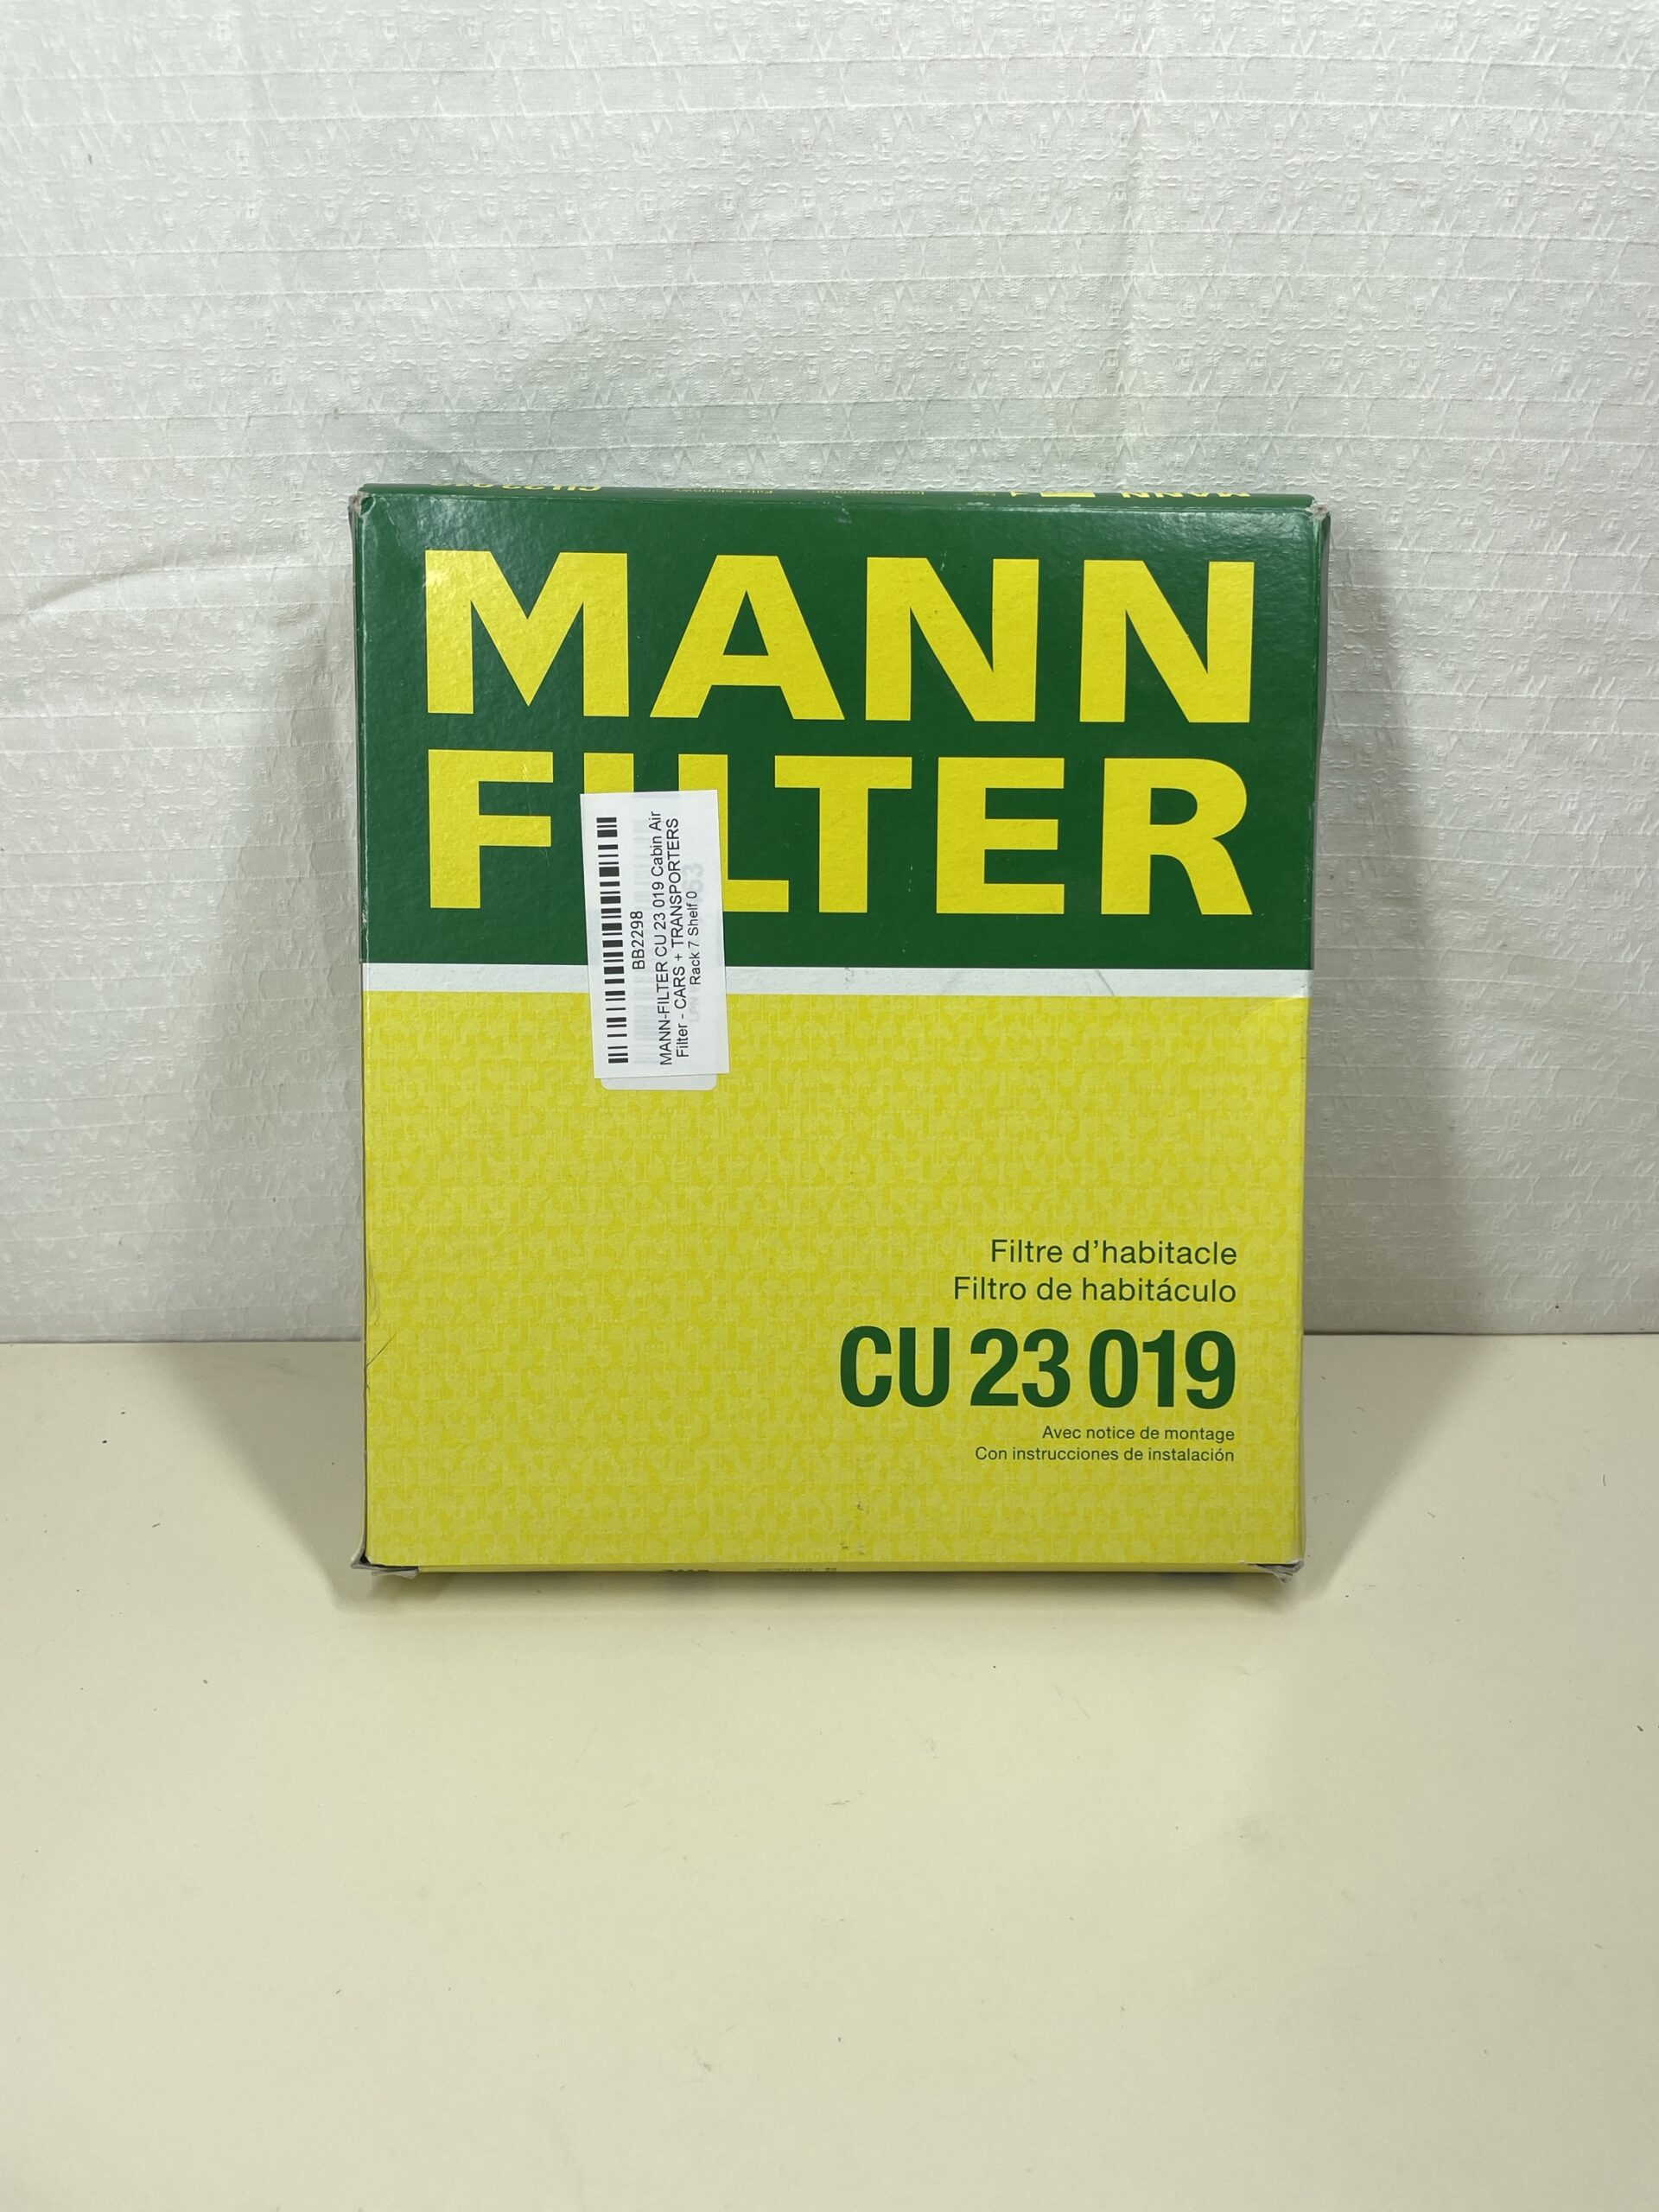 MANN
FILTER
BB2298
MANN-FILTER CU 23 019 Cabin Air
Filter - CARS + TRANSPORTERS
Rack 7 Shelf 0
Filtre d'habitacle
Filtro de habitáculo
CU 23 019
Avec notice de montage
Con instrucciones de instalación